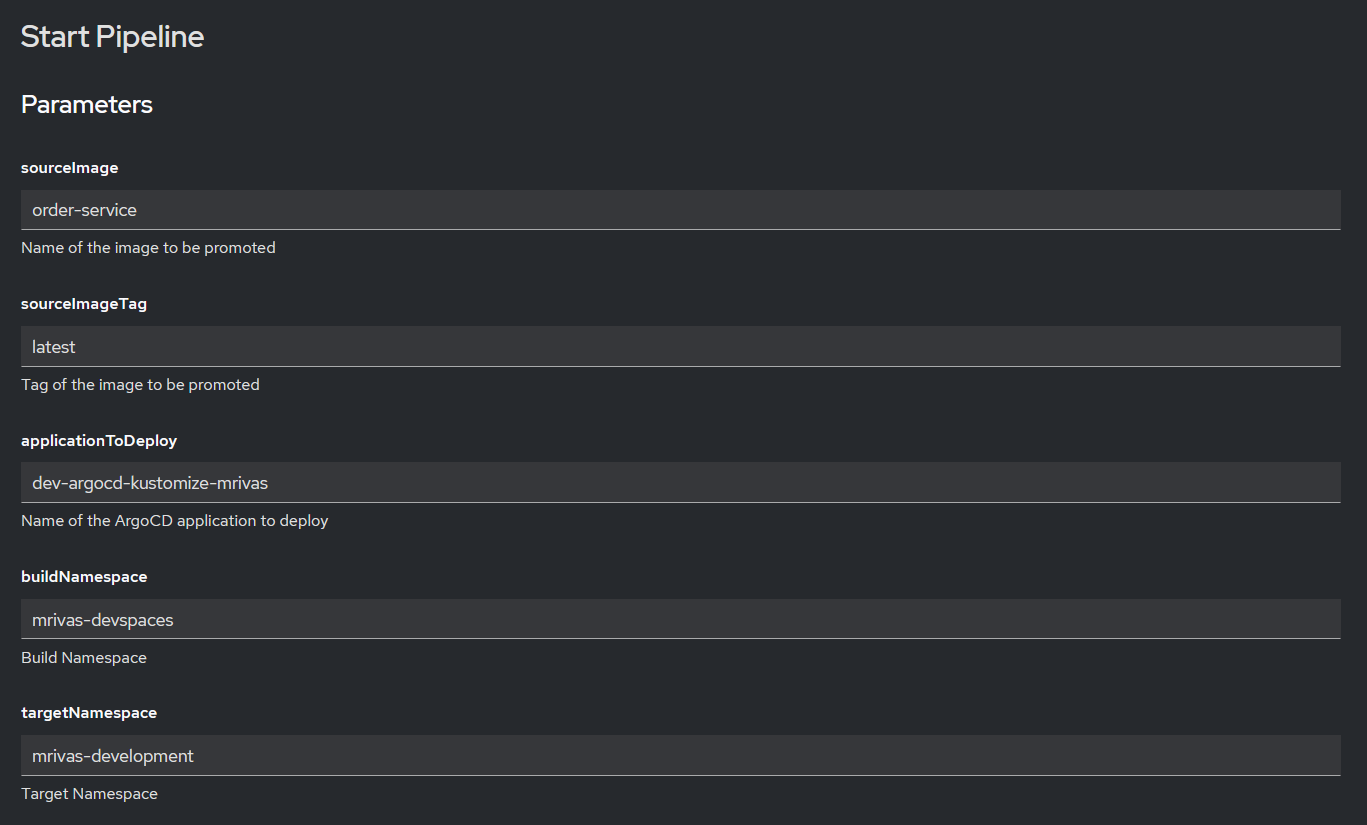 Start Pipeline
Parameters
sourceImage
order-service
Name of the image to be promoted
sourceImageTag
latest
Tag of the image to be promoted
applicationToDeploy
dev-argocd-kustomize-mrivas
Name of the ArgoCD application to deploy
buildNamespace
mrivas-devspaces
Build Namespace
targetNamespace
mrivas-development
Target Namespace